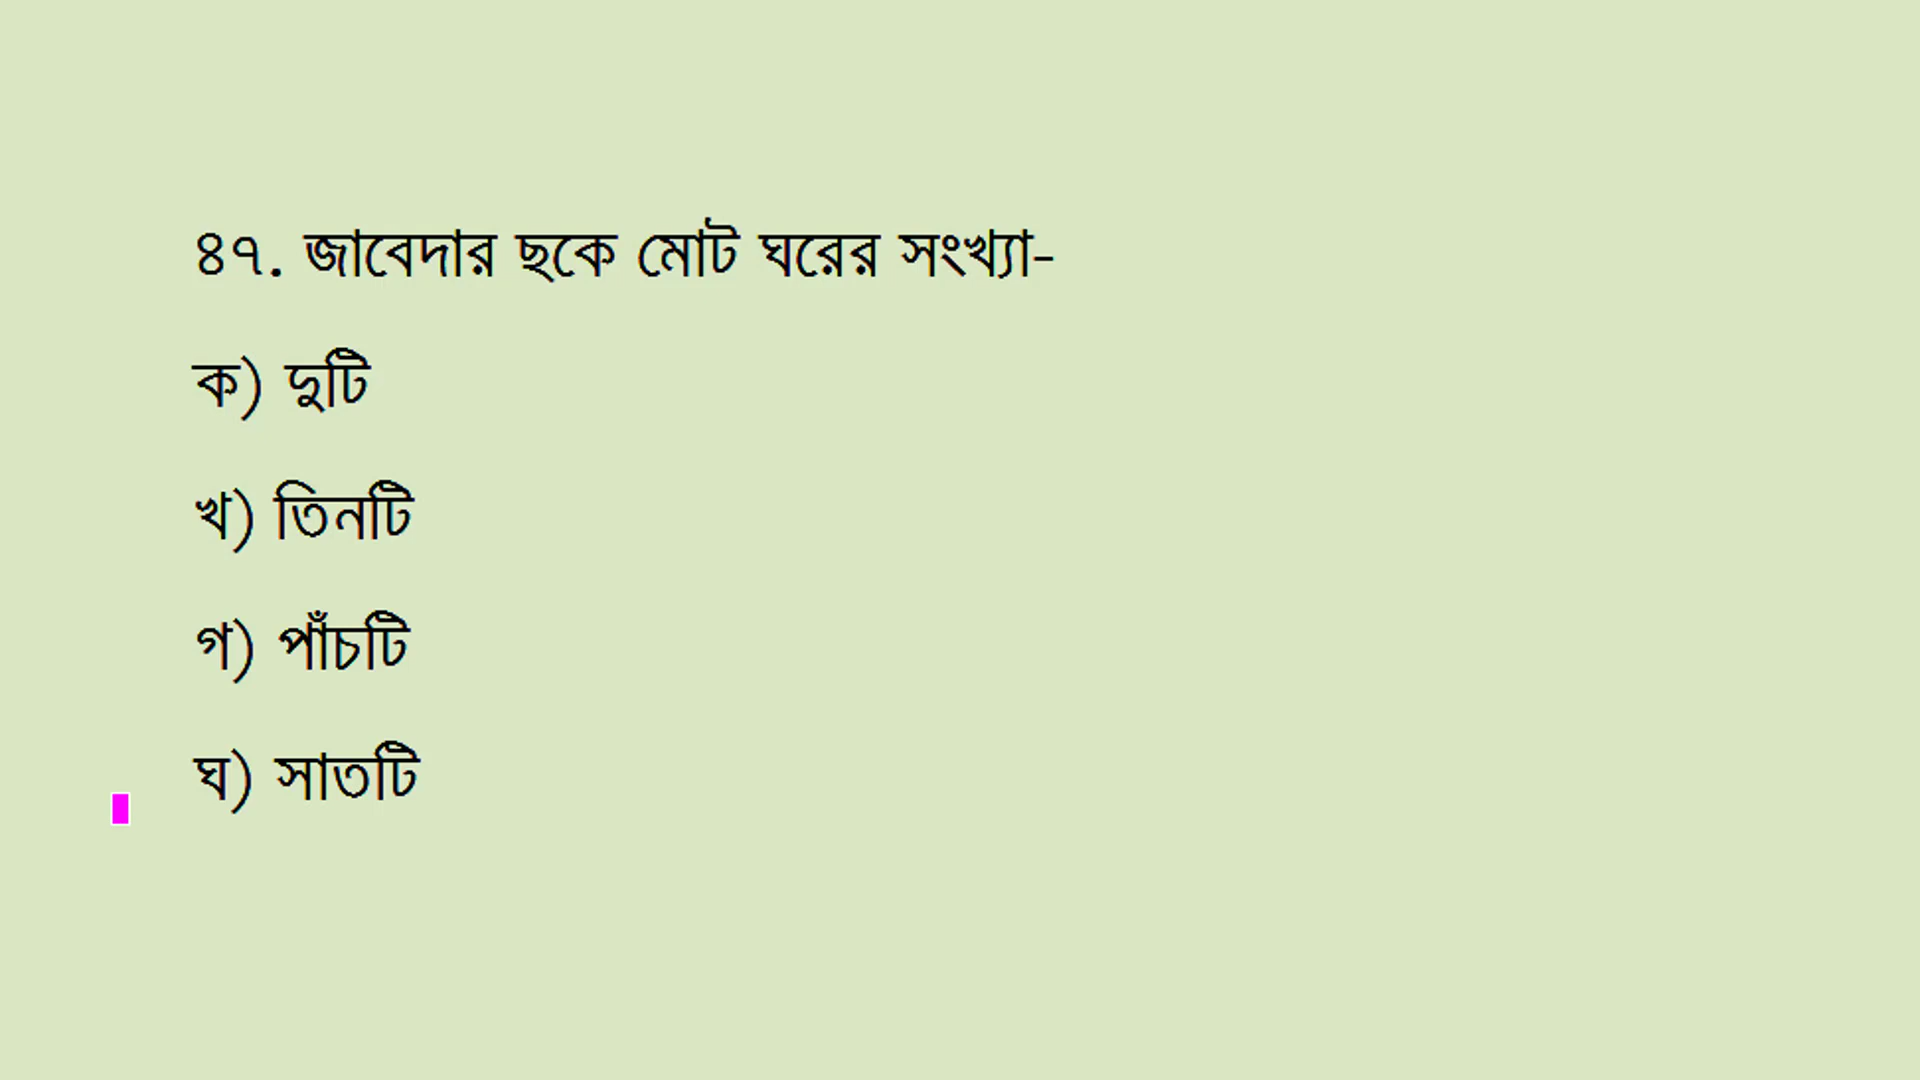 ৪৭. জাবেদার ছকে মোট ঘরের সংখ্যা-
ক) দুটি
খ) তিনটি
গ) পাঁচটি
ঘ) সাতটি